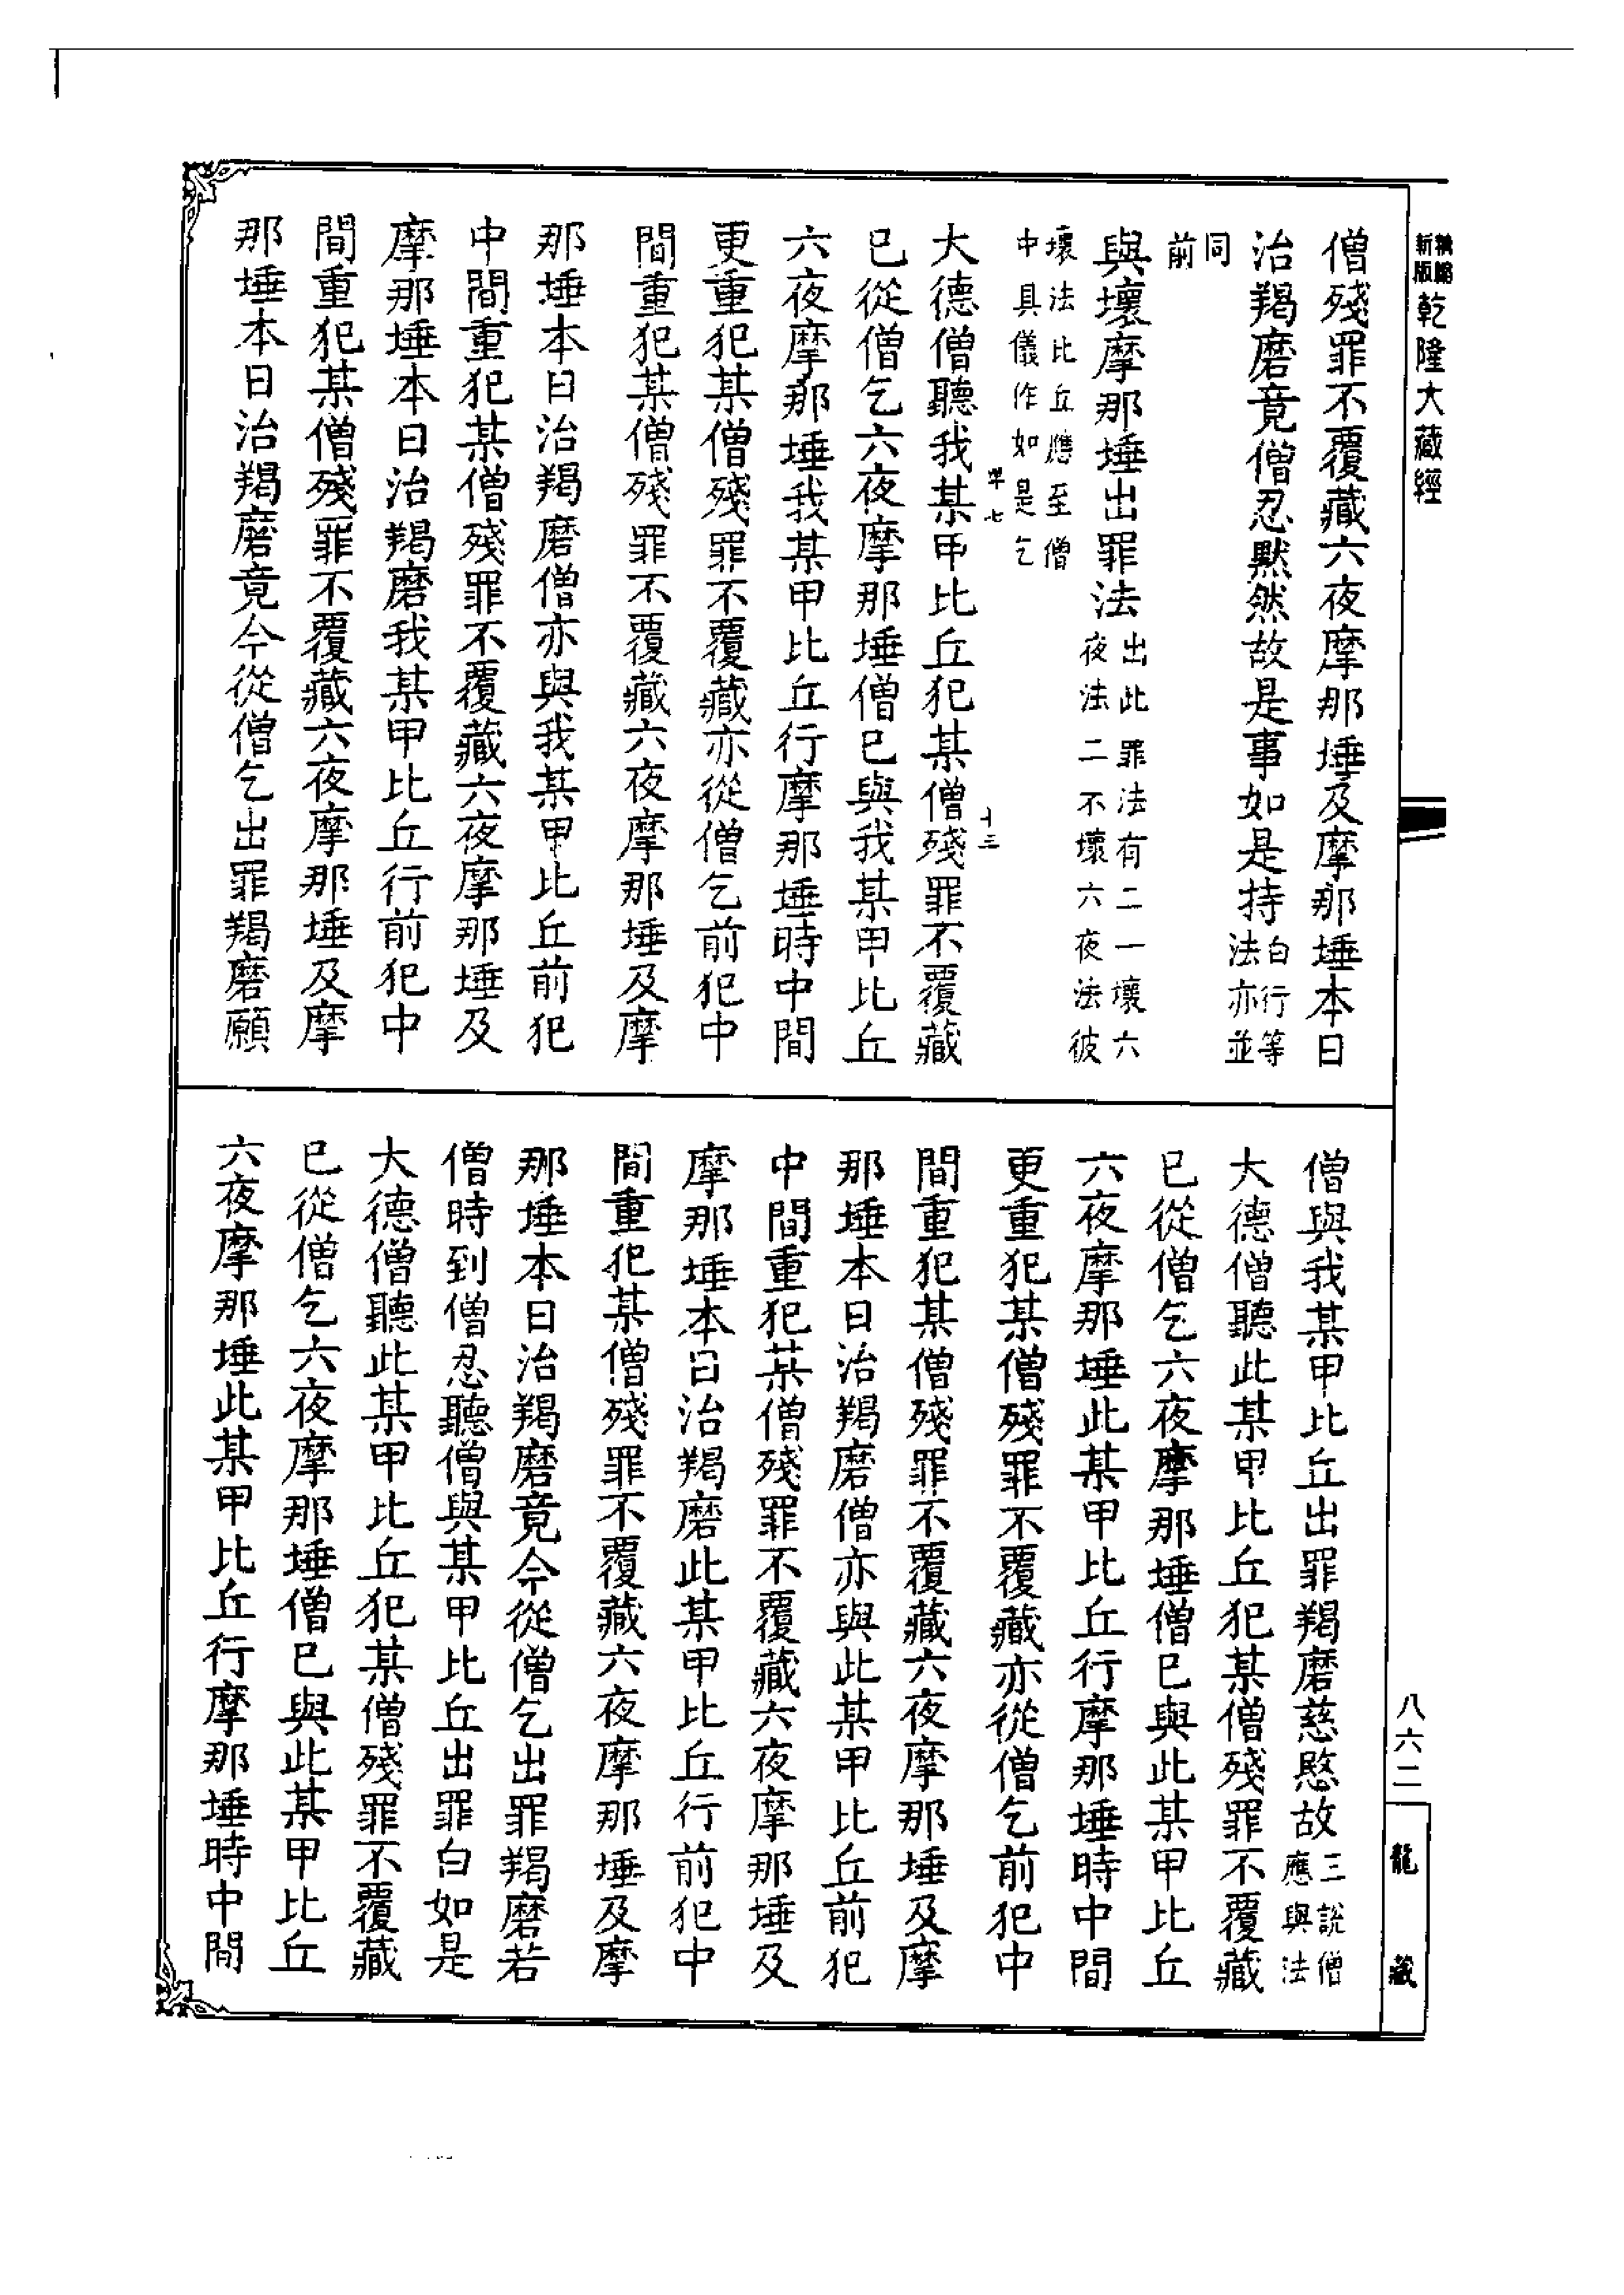 新版
乾隆大藏經
僧殘罪不覆藏六夜摩那埵及摩那埵本日
治羯磨竟僧忍默然故是事如是持白行等法亦並
同前
與壞摩那埵出罪法出此罪法有二一壞六夜法二不壞六夜法彼
壞法比丘應至僧中具儀作如是乞
大德僧聽我某甲比丘犯某僧殘罪不覆藏
已從僧乞六夜摩那埵僧已與我某甲比丘
六夜摩那埵我某甲比丘行摩那埵時中間
更重犯某僧殘罪不覆藏亦從僧乞前犯中
間重犯某僧殘罪不覆藏六夜摩那埵及摩
那埵本日治羯磨僧亦與我某甲比丘前犯
中間重犯某僧殘罪不覆藏六夜摩那埵及
摩那埵本日治羯磨我某甲比丘行前犯中
間重犯某僧殘罪不覆藏六夜摩那埵及摩
那埵本日治羯磨竟今從僧乞出罪羯磨願
十三
僧與我某甲比丘出罪羯磨慈愍故三說僧應與法
大德僧聽此某甲比丘犯某僧殘罪不覆藏
已從僧乞六夜摩那埵僧已與此某甲比丘
六夜摩那埵此某甲比丘行摩那埵時中間
更重犯某僧殘罪不覆藏亦從僧乞前犯中
間重犯某僧殘罪不覆藏六夜摩那埵及摩
那埵本日治羯磨僧亦與此某甲比丘前犯
中間重犯某僧殘罪不覆藏六夜摩那埵及
摩那埵本日治羯磨此某甲比丘行前犯中
間重犯某僧殘罪不覆藏六夜摩那埵及摩
那埵本日治羯磨竟今從僧乞出罪羯磨若
僧時到僧忍聽僧與某甲比丘出罪白如是
大德僧聽此某甲比丘犯某僧殘罪不覆藏
已從僧乞六夜摩那埵僧已與此某甲比丘
六夜摩那埵此某甲比丘行摩那埵時中間
八六二
龍藏